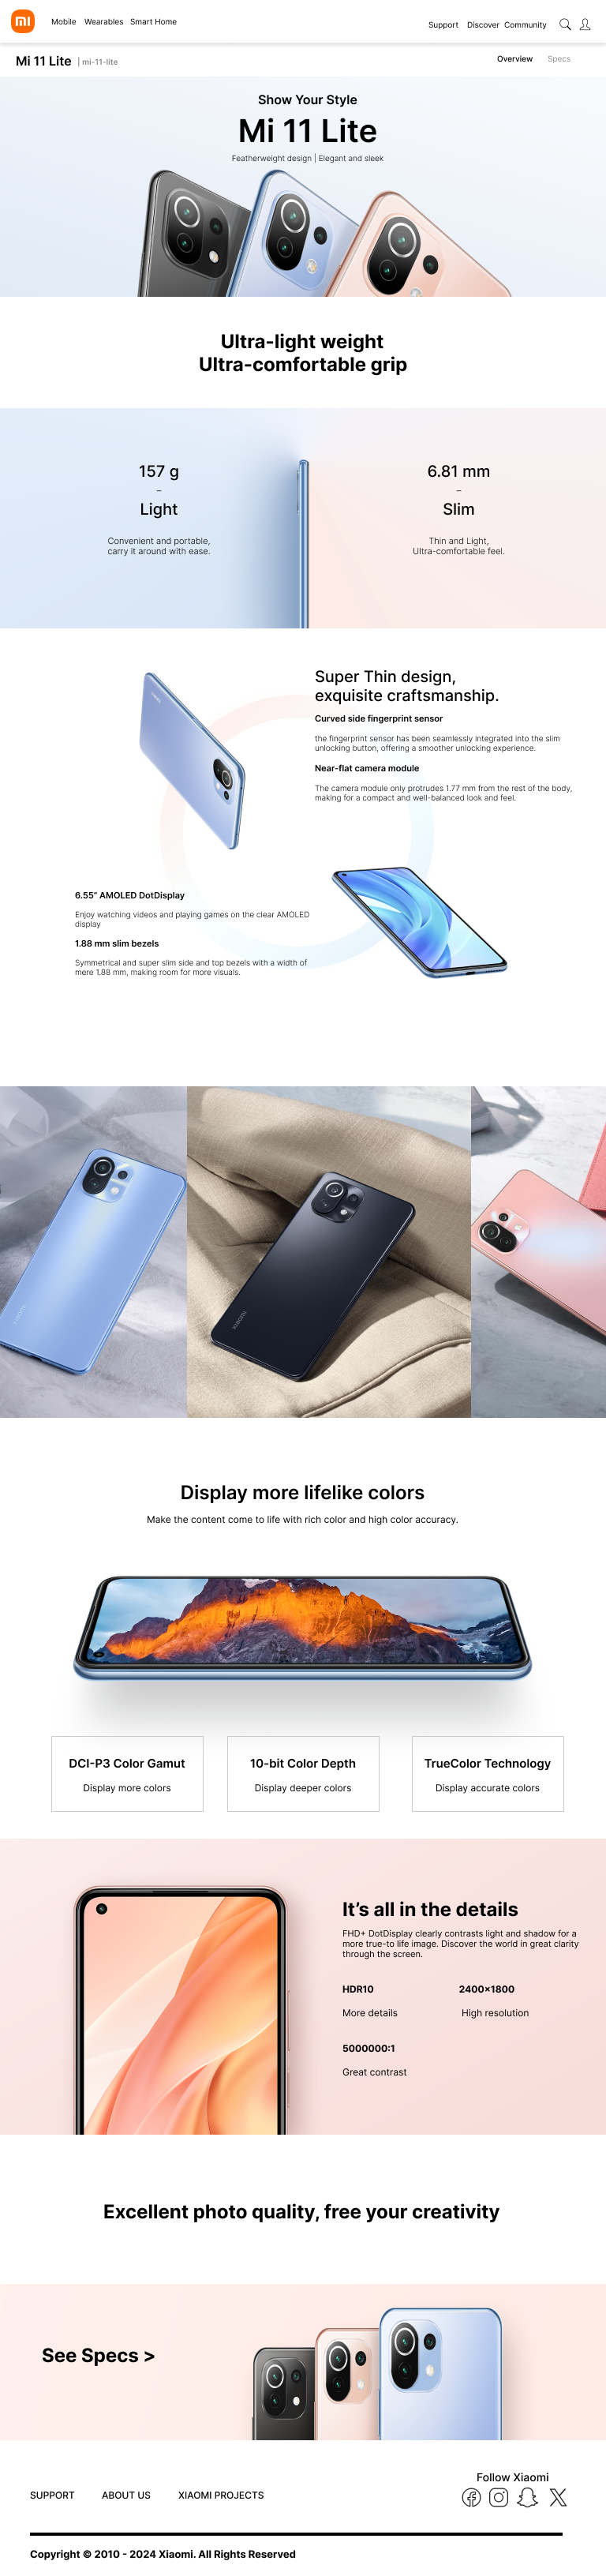 Mobile Wearables Smart Home
Support Discover Community
Mi 11 Lite | mi-11-lite
Overview Specs
Show Your Style
Mi 11 Lite
Featherweight design | Elegant and sleek
Ultra-light weight
Ultra-comfortable grip
157 g
–
Light
Convenient and portable,
carry it around with ease.
6.81 mm
–
Slim
Thin and Light,
Ultra-comfortable feel.
Super Thin design,
exquisite craftsmanship.
Curved side fingerprint sensor
the fingerprint sensor has been seamlessly integrated into the slim
unlocking button, offering a smoother unlocking experience.
Near-flat camera module
The camera module only protrudes 1.77 mm from the rest of the body,
making for a compact and well-balanced look and feel.
6.55” AMOLED DotDisplay
Enjoy watching videos and playing games on the clear AMOLED
display
1.88 mm slim bezels
Symmetrical and super slim side and top bezels with a width of
mere 1.88 mm, making room for more visuals.
XIAOMI
Display more lifelike colors
Make the content come to life with rich color and high color accuracy.
DCI-P3 Color Gamut
Display more colors
10-bit Color Depth
Display deeper colors
TrueColor Technology
Display accurate colors
It’s all in the details
FHD+ DotDisplay clearly contrasts light and shadow for a
more true-to life image. Discover the world in great clarity
through the screen.
HDR10
More details
2400×1800
High resolution
5000000:1
Great contrast
Excellent photo quality, free your creativity
See Specs >
Follow Xiaomi
SUPPORT ABOUT US XIAOMI PROJECTS
Copyright © 2010 - 2024 Xiaomi. All Rights Reserved